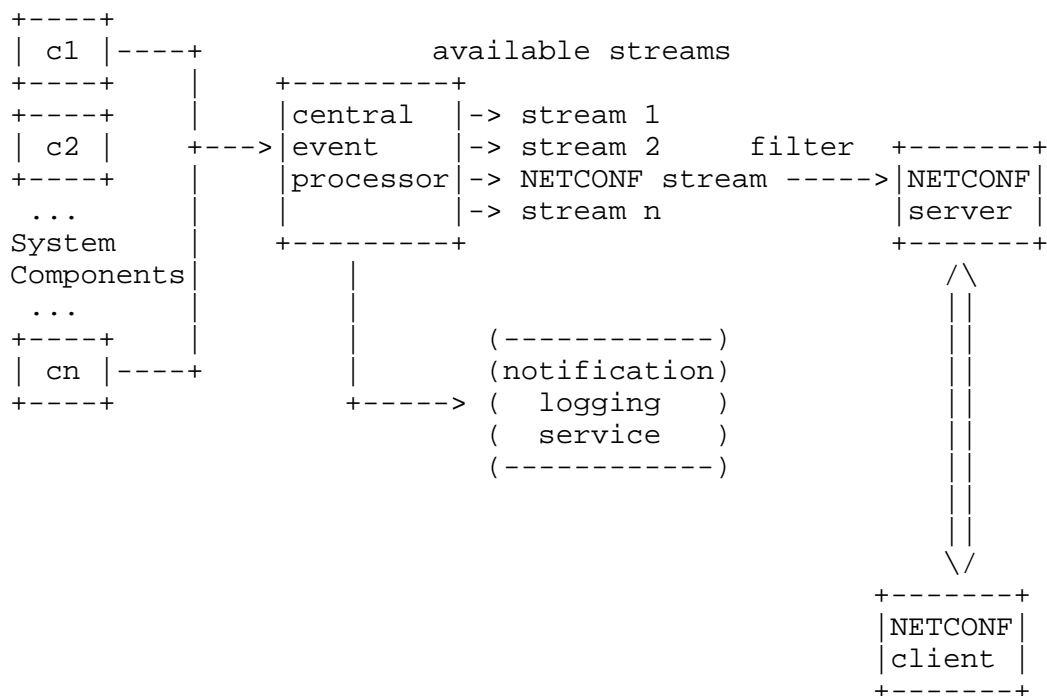 +----+
| c1 |----+             available streams
+----+    |    +---------+
+----+    |    |central  |-> stream 1
| c2 |    +--->|event    |-> stream 2     filter  +-------+
+----+    |    |processor|-> NETCONF stream ----->|NETCONF|
 ...      |    |         |-> stream n             |server |
System    |    +---------+                        +-------+
Components|        |                                  /\
 ...      |        |                                  ||
+----+    |        |       (------------)             ||
| cn |----+        |       (notification)             ||
+----+             +-----> (  logging   )             ||
                           (  service   )             ||
                           (------------)             ||
                                                      ||
                                                      ||
                                                      \/
                                                  +-------+
                                                  |NETCONF|
                                                  |client |
                                                  +-------+